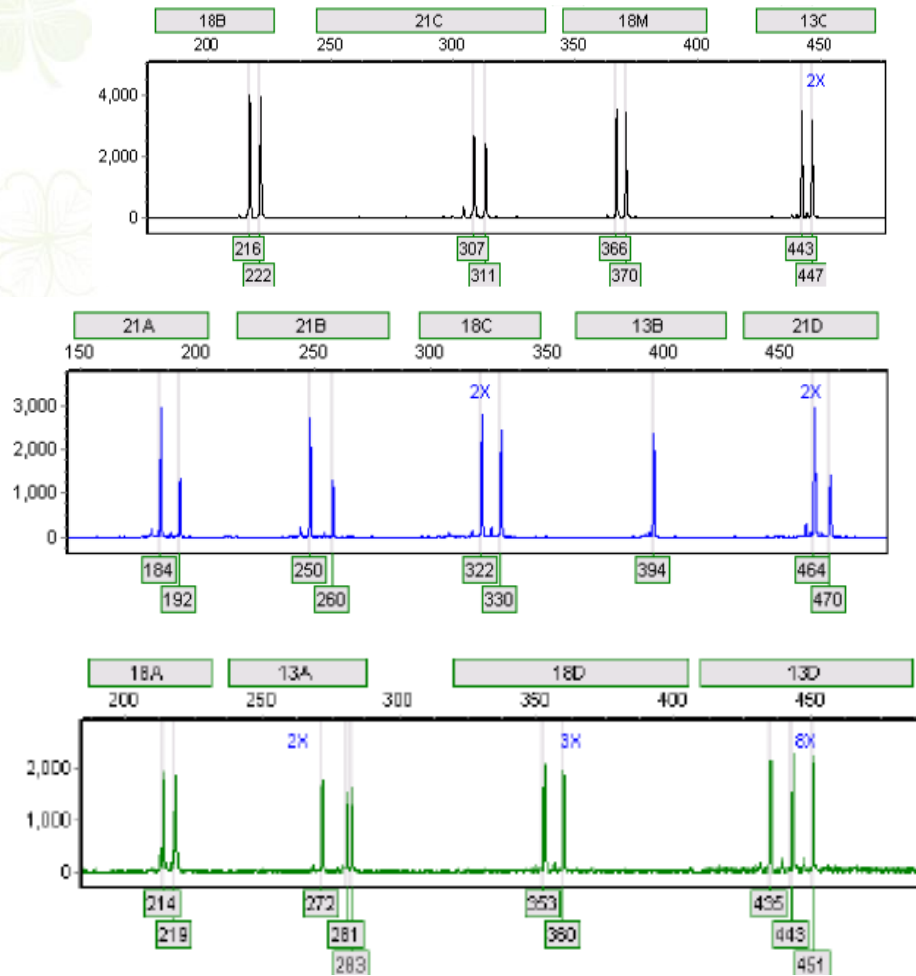 18B 21C 18M 13C
200 250 300 350 400 450
2X
4,000
2,000
0
216 307 366 443
222 311 370 447
21A 21B 18C 13B 21D
150 200 250 300 350 400 450
2X 2X
3,000
2,000
1,000
0
184 250 322 394 464
192 260 330 470
18A 13A 18D 13D
200 250 300 350 400 450
2X 3X 8X
2,000
1,000
0
214 272 353 435
219 281 360 443
283 451